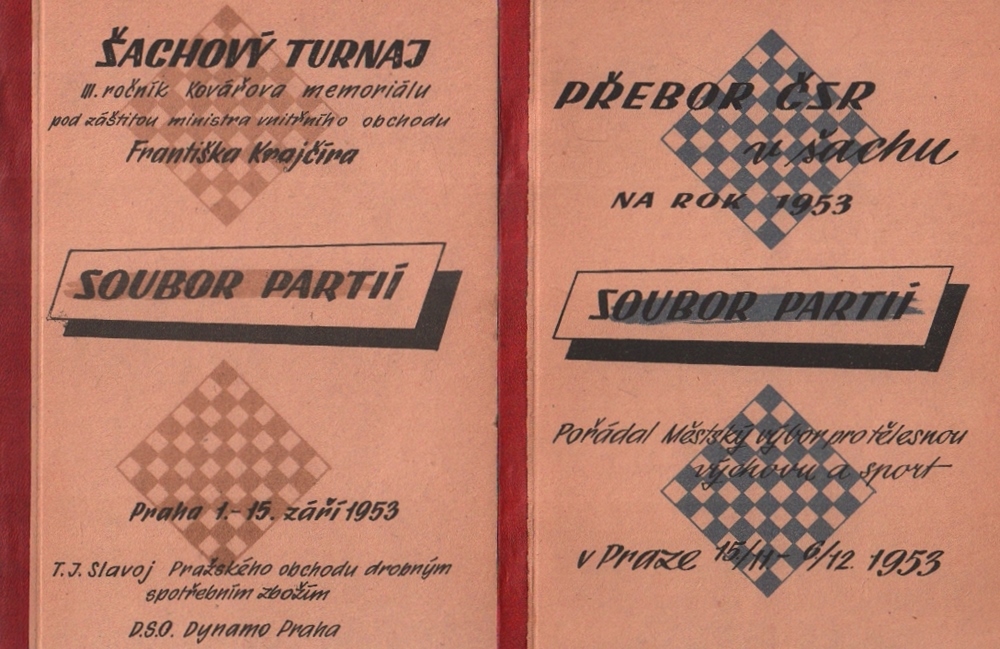 ŠACHOVÝ TURNAJ
III. ročník Kovářova memoriálu
pod záštitou ministra vnitřního obchodu
Františka Krajčíra
SOUBOR PARTIÍ
Praha 1.-15. září 1953
T.J. Slavoj Pražského obchodu drobným
spotřebním zbožím
D.S.O. Dynamo Praha
PŘEBOR ČSR
v šachu
NA ROK 1953
SOUBOR PARTIÍ
Pořádal Městský výbor pro tělesnou
výchovu a sport
v Praze 15/11- 6/12. 1953